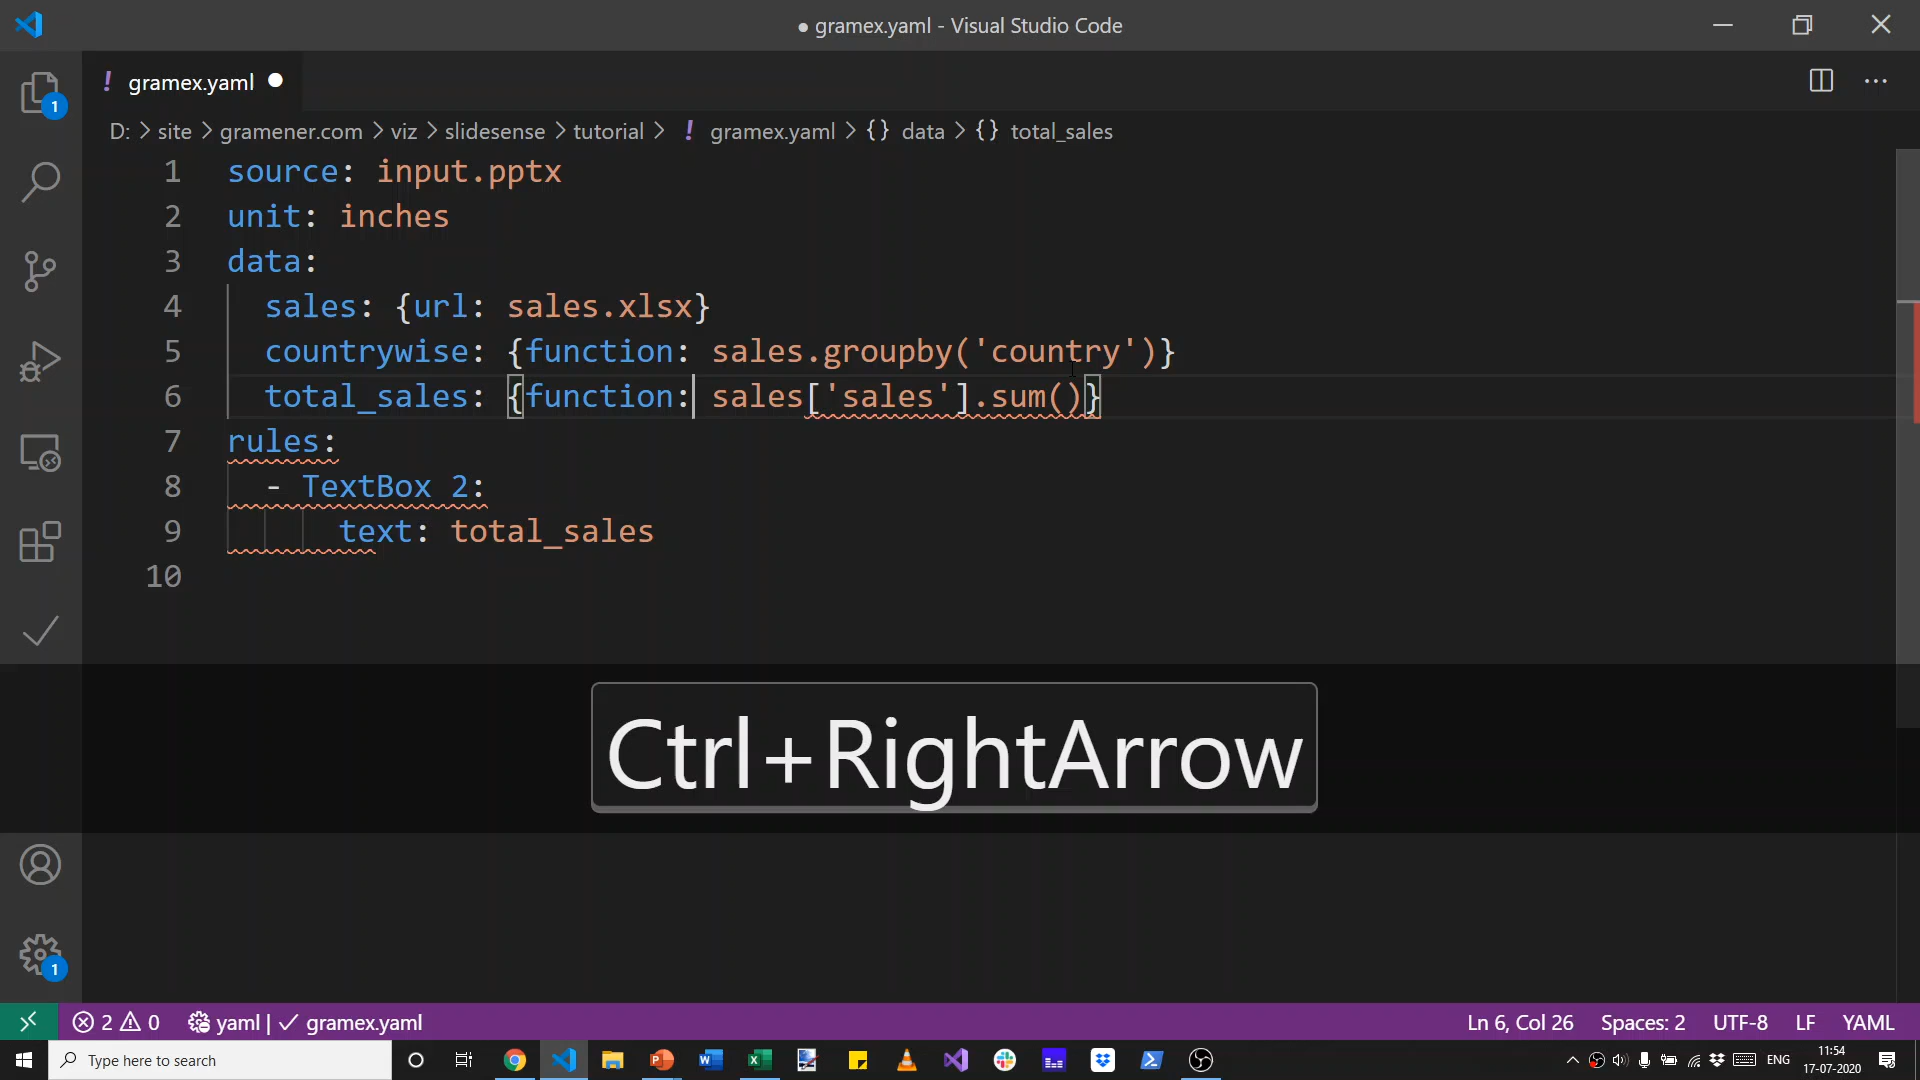 ● gramex.yaml - Visual Studio Code
! gramex.yaml ●
1
D: > site > gramener.com > viz > slidesense > tutorial > ! gramex.yaml > {} data > {} total_sales
1 source: input.pptx
2 unit: inches
3 data:
4   sales: {url: sales.xlsx}
5   countrywise: {function: sales.groupby('country')}
6   total_sales: {function: sales['sales'].sum()}
7 rules:
8   - TextBox 2:
9       text: total_sales
10
Ctrl+RightArrow
1
2 0 yaml | ✓ gramex.yaml Ln 6, Col 26 Spaces: 2 UTF-8 LF YAML
Type here to search ENG 11:54
17-07-2020